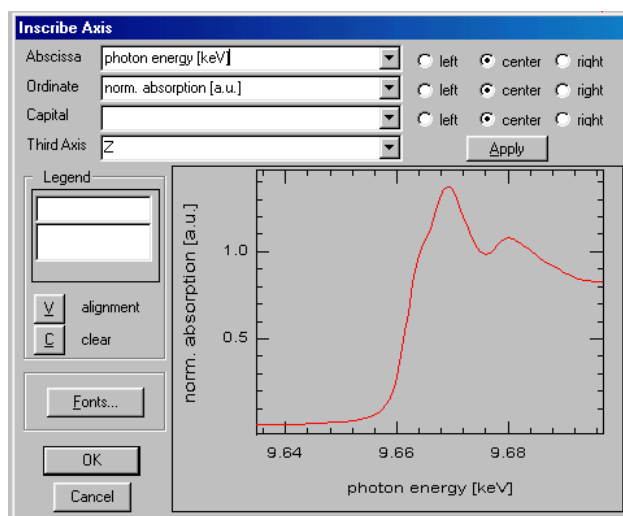 Inscribe Axis
Abscissa photon energy [keV] left center right
Ordinate norm. absorption [a.u.] left center right
Capital left center right
Third Axis Z Apply
Legend
V alignment
C clear
Fonts...
OK
Cancel
norm. absorption [a.u.]
1.0
0.5
9.64 9.66 9.68
photon energy [keV]